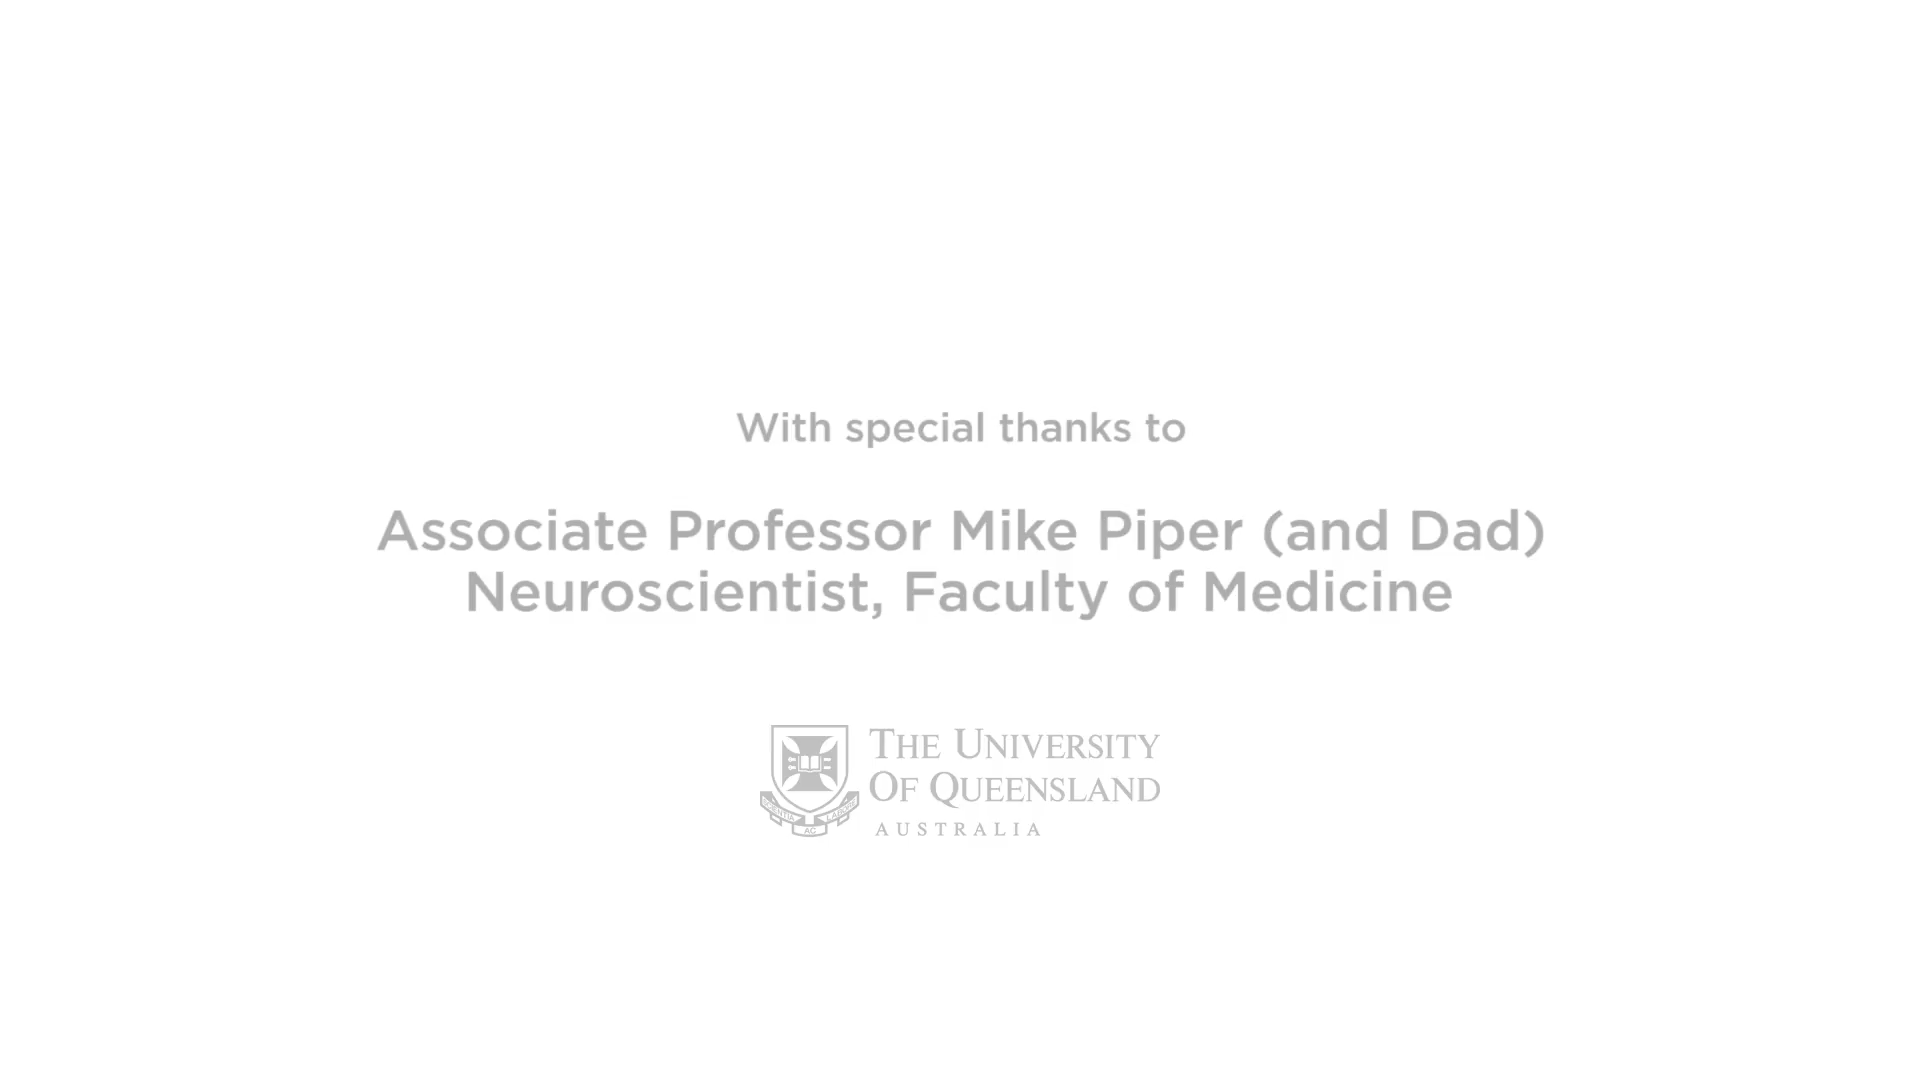 With special thanks to
Associate Professor Mike Piper (and Dad)
Neuroscientist, Faculty of Medicine
THE UNIVERSITY
OF QUEENSLAND
AUSTRALIA
AC